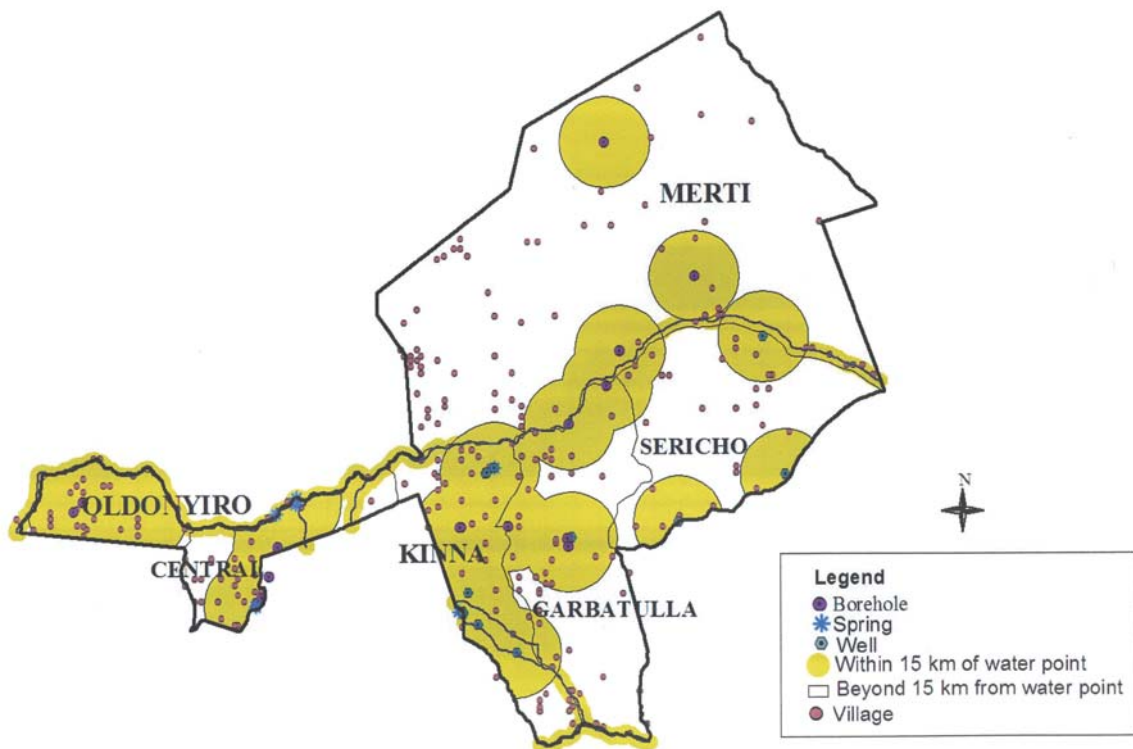 MERTI
SERICHO
OLDONYIRO
CENTRAL
KINNA
GARBATULLA
N
Legend
Borehole
Spring
Well
Within 15 km of water point
Beyond 15 km from water point
Village